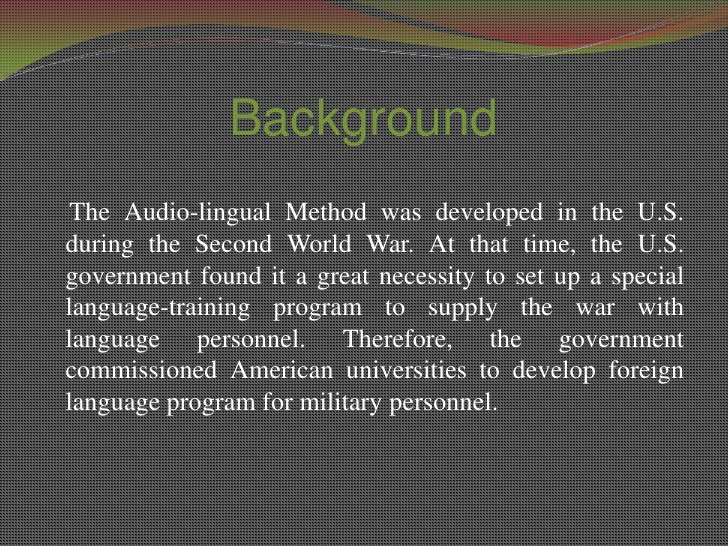 Background
The Audio-lingual Method was developed in the U.S.
during the Second World War. At that time, the U.S.
government found it a great necessity to set up a special
language-training program to supply the war with
language personnel. Therefore, the government
commissioned American universities to develop foreign
language program for military personnel.